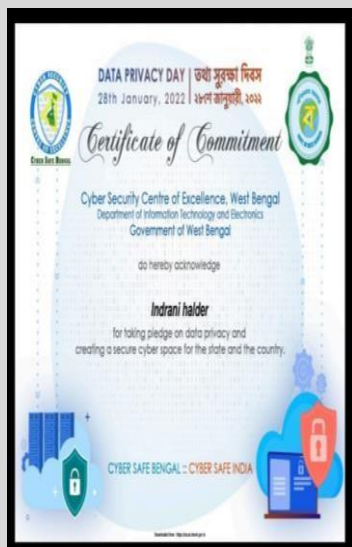 DATA PRIVACY DAY | তথ্য সুরক্ষা দিবস
28th January, 2022 | ২৮শে জানুয়ারী, ২০২২
Certificate of Commitment
CYBER SAFE BENGAL
Cyber Security Centre of Excellence, West Bengal
Department of Information Technology and Electronics
Government of West Bengal
do hereby acknowledge
Indrani halder
for taking pledge on data privacy and
creating a secure cyber space for the state and the country.
CYBER SAFE BENGAL :: CYBER SAFE INDIA